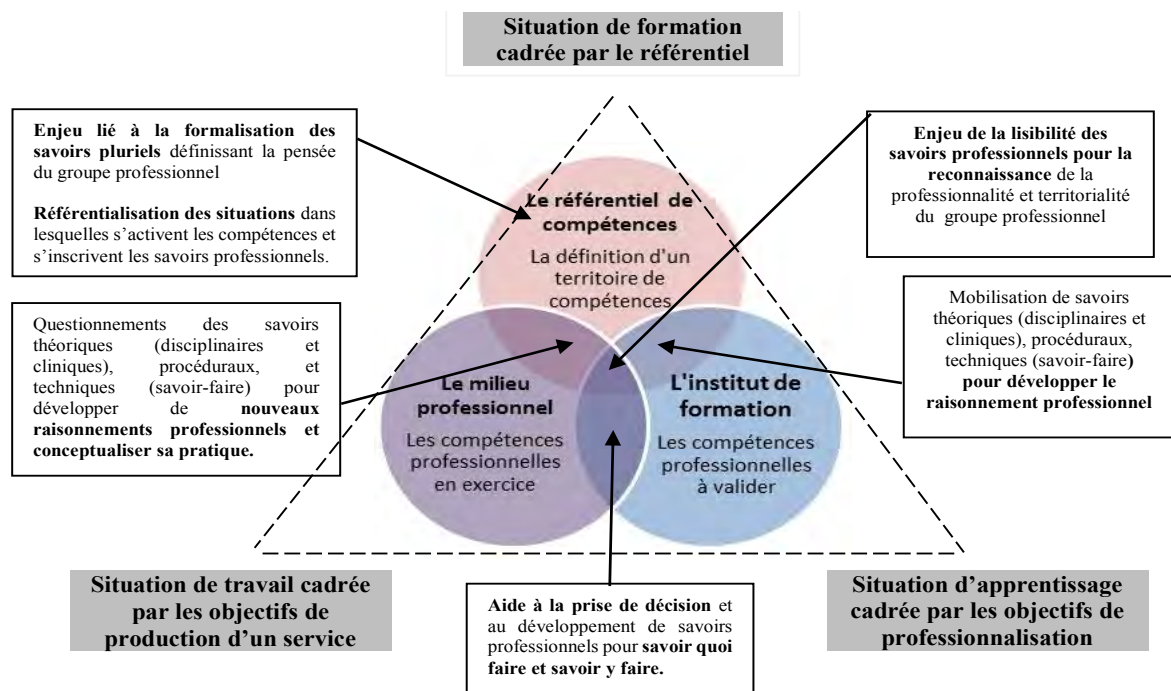 Situation de formation
cadrée par le référentiel
Enjeu lié à la formalisation des
savoirs pluriels définissant la pensée
du groupe professionnel
Référentialisation des situations dans
lesquelles s’activent les compétences et
s’inscrivent les savoirs professionnels.
Enjeu de la lisibilité des
savoirs professionnels pour la
reconnaissance de la
professionnalité et territorialité
du groupe professionnel
Le référentiel de
compétences
La définition d'un
territoire de
compétences
Questionnements des savoirs
théoriques (disciplinaires et
cliniques), procéduraux, et
techniques (savoir-faire) pour
développer de nouveaux
raisonnements professionnels et
conceptualiser sa pratique.
Mobilisation de savoirs
théoriques (disciplinaires et
cliniques), procéduraux,
techniques (savoir-faire) pour développer le
raisonnement professionnel
Le milieu
professionnel
Les compétences
professionnelles
en exercice
L'institut de
formation
Les compétences
professionnelles
à valider
Situation de travail cadrée
par les objectifs de
production d’un service
Aide à la prise de décision et
au développement de savoirs
professionnels pour savoir quoi
faire et savoir y faire.
Situation d’apprentissage
cadrée par les objectifs de
professionnalisation